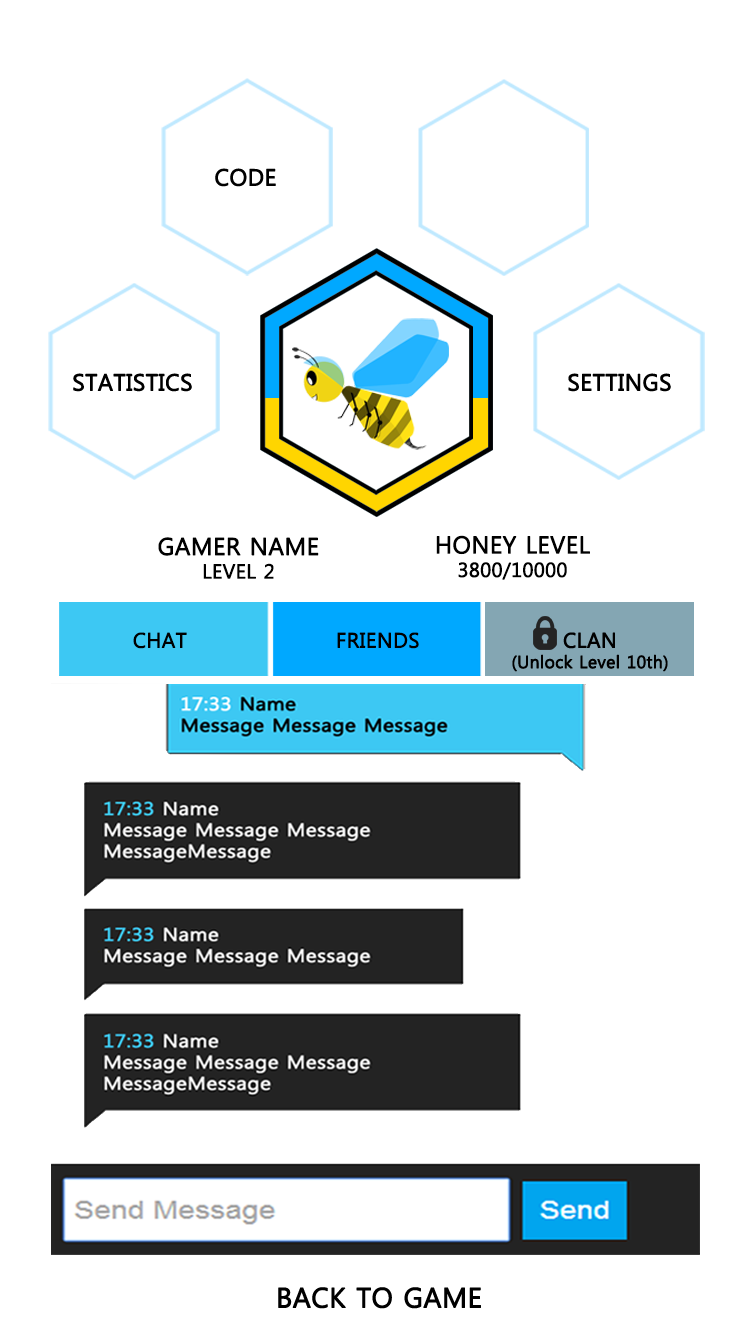 CODE
STATISTICS
SETTINGS
GAMER NAME
LEVEL 2
HONEY LEVEL
3800/10000
CHAT
FRIENDS
CLAN
(Unlock Level 10th)
17:33 Name
Message Message Message
17:33 Name
Message Message Message
MessageMessage
17:33 Name
Message Message Message
17:33 Name
Message Message Message
MessageMessage
Send Message
Send
BACK TO GAME